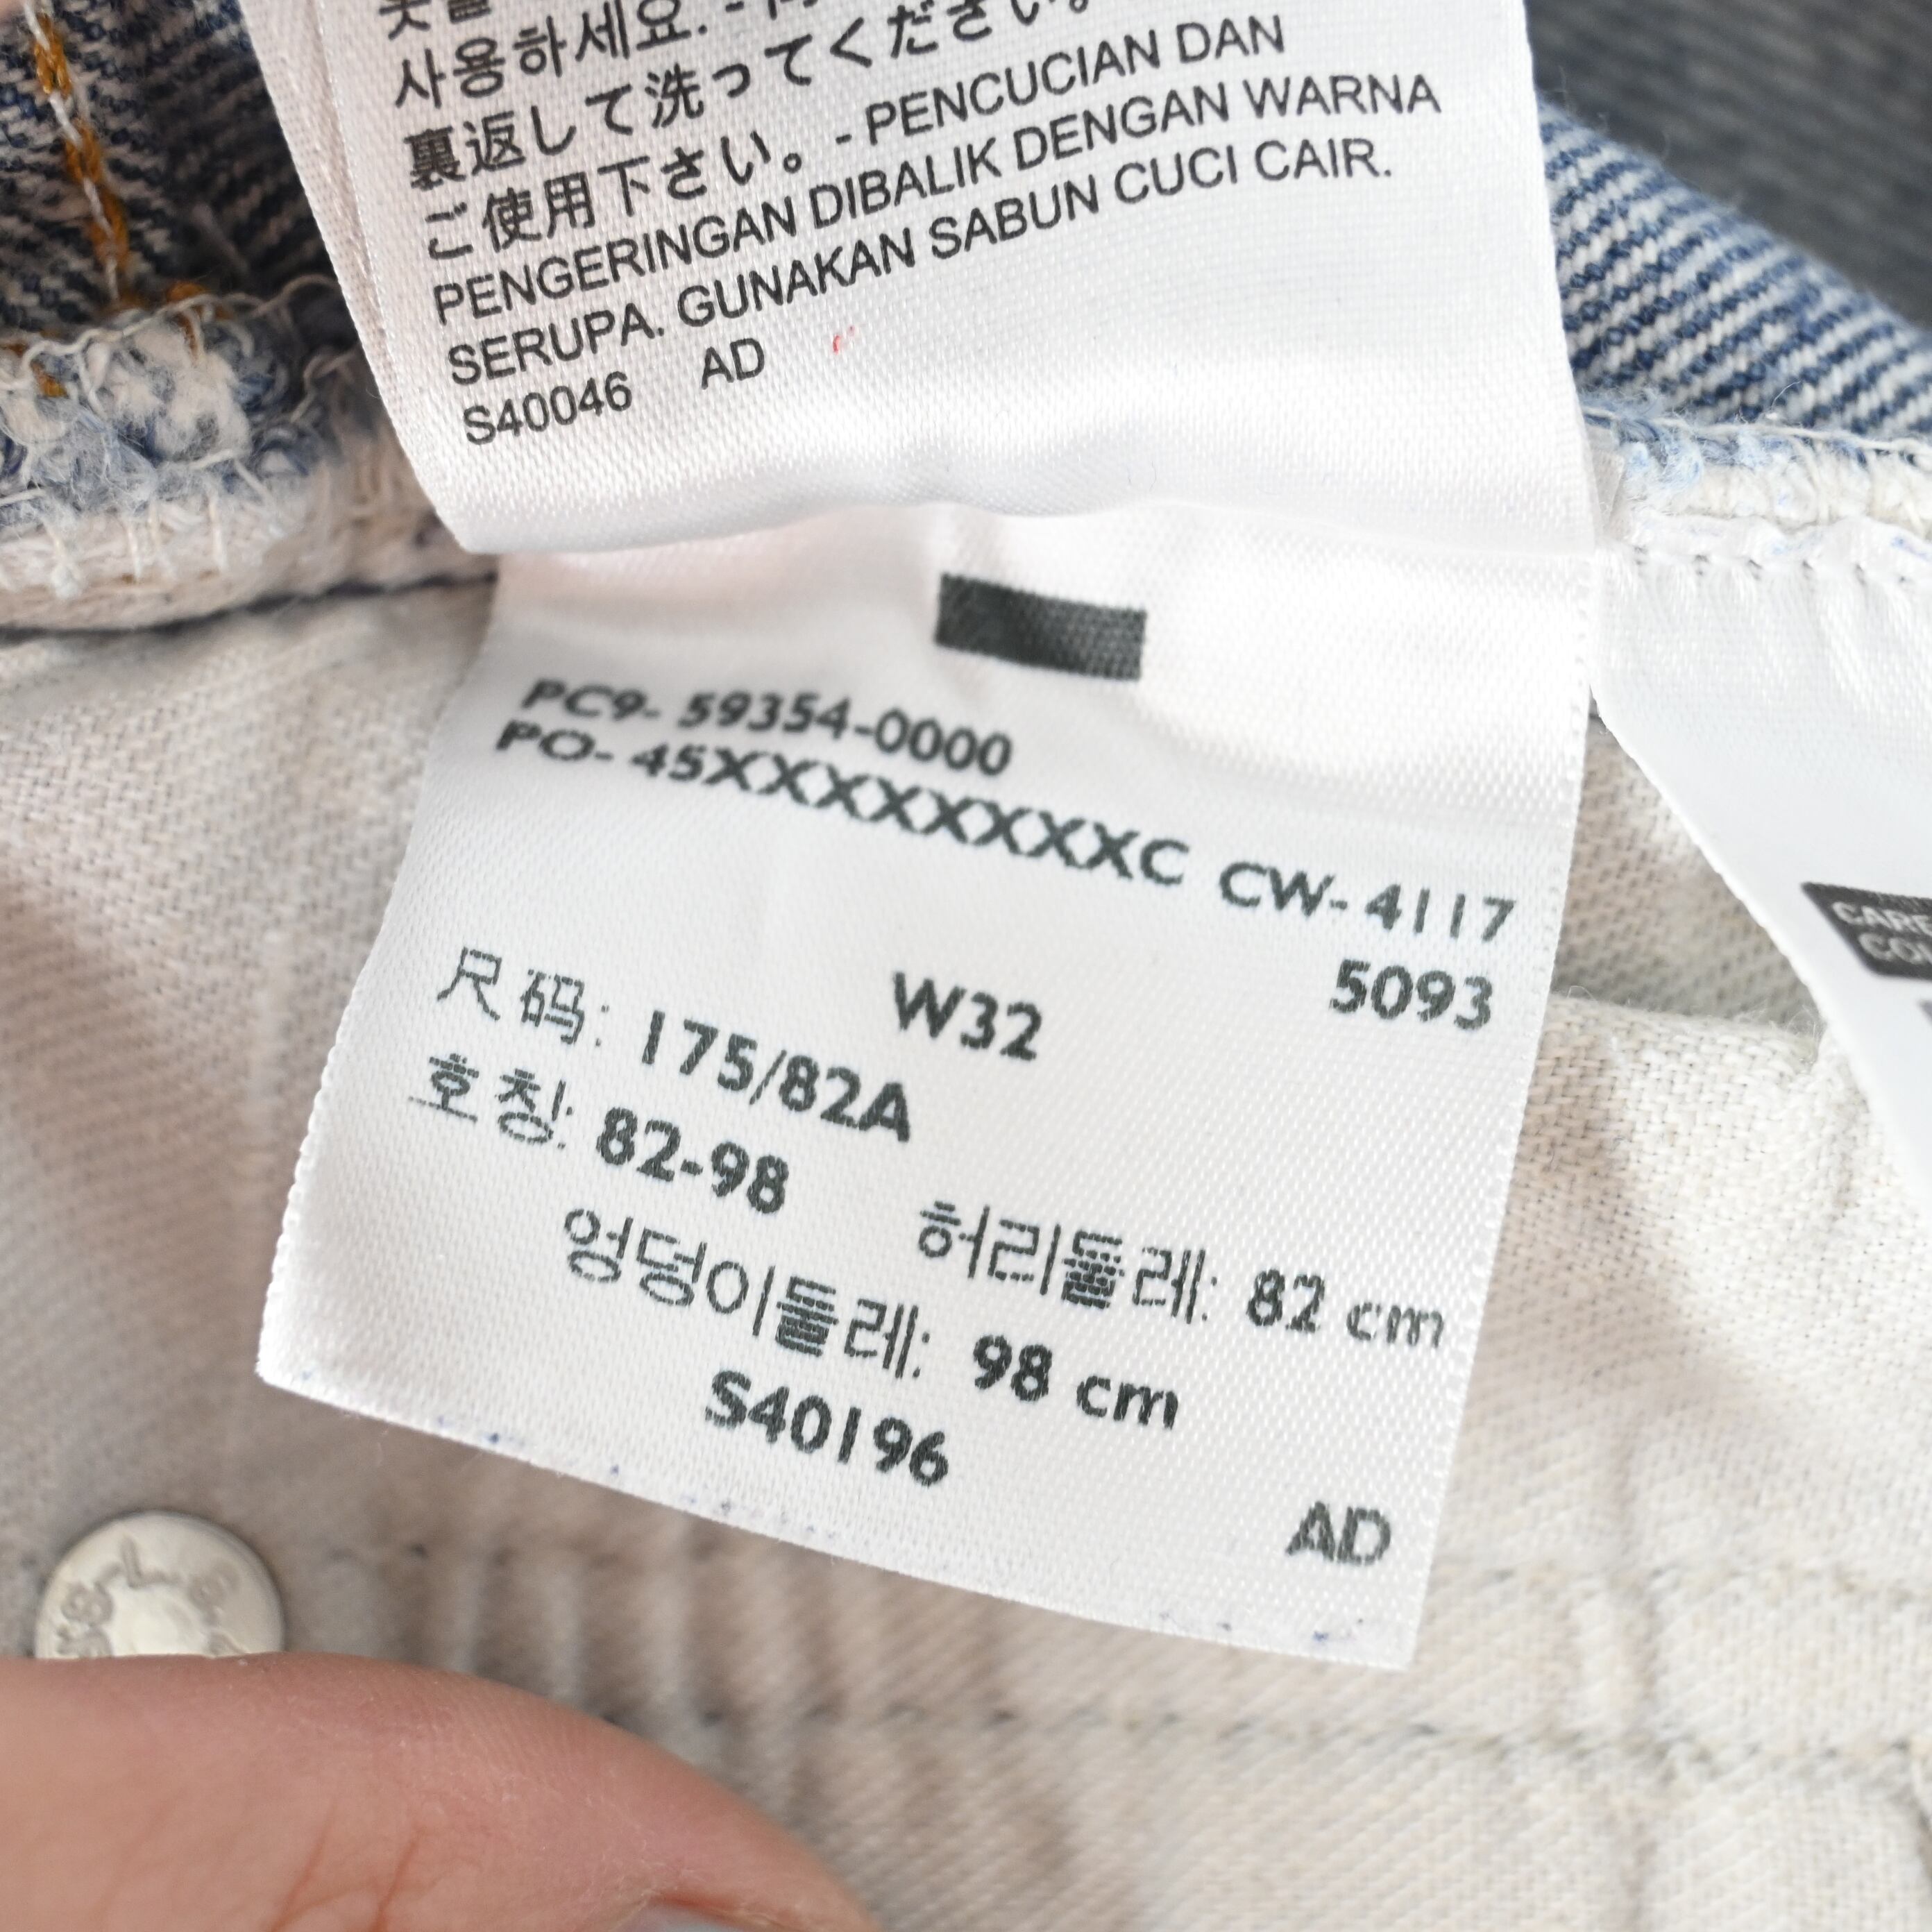 사용하세요. -
裏返して洗ってください。
ご使用下さい。 - PENCUCIAN DAN
PENGERINGAN DIBALIK DENGAN WARNA
SERUPA. GUNAKAN SABUN CUCI CAIR.
S40046 AD
PC9- 59354-0000
PO- 45XXXXXXXXC CW- 4117
W32 5093
尺码: 175/82A
호칭: 82-98
허리둘레: 82 cm
엉덩이둘레: 98 cm
S40196
AD